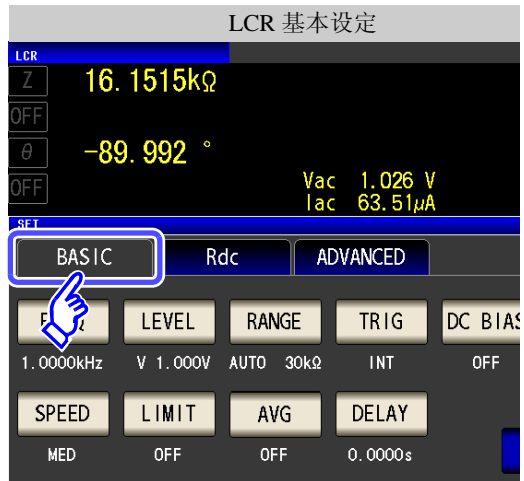 LCR 基本设定
LCR
Z 16.1515kΩ
OFF
θ -89.992 °
OFF
Vac 1.026 V
Iac 63.51μA
SET
BASIC Rdc ADVANCED
LEVEL RANGE TRIG DC BIAS
1.0000kHz V 1.000V AUTO 30kΩ INT OFF
SPEED LIMIT AVG DELAY
MED OFF OFF 0.0000s